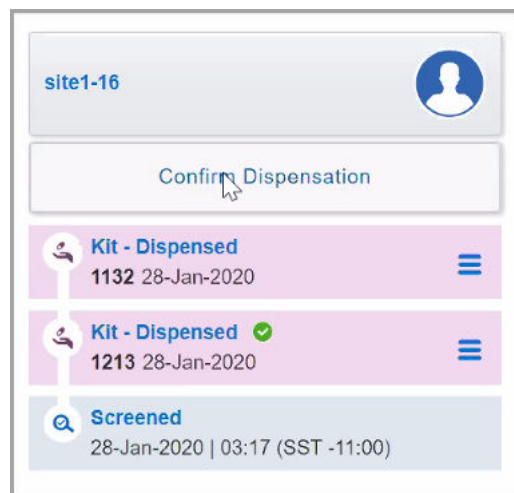 site1-16
Confirm Dispensation
Kit - Dispensed
1132 28-Jan-2020
Kit - Dispensed
1213 28-Jan-2020
Screened
28-Jan-2020 | 03:17 (SST -11:00)